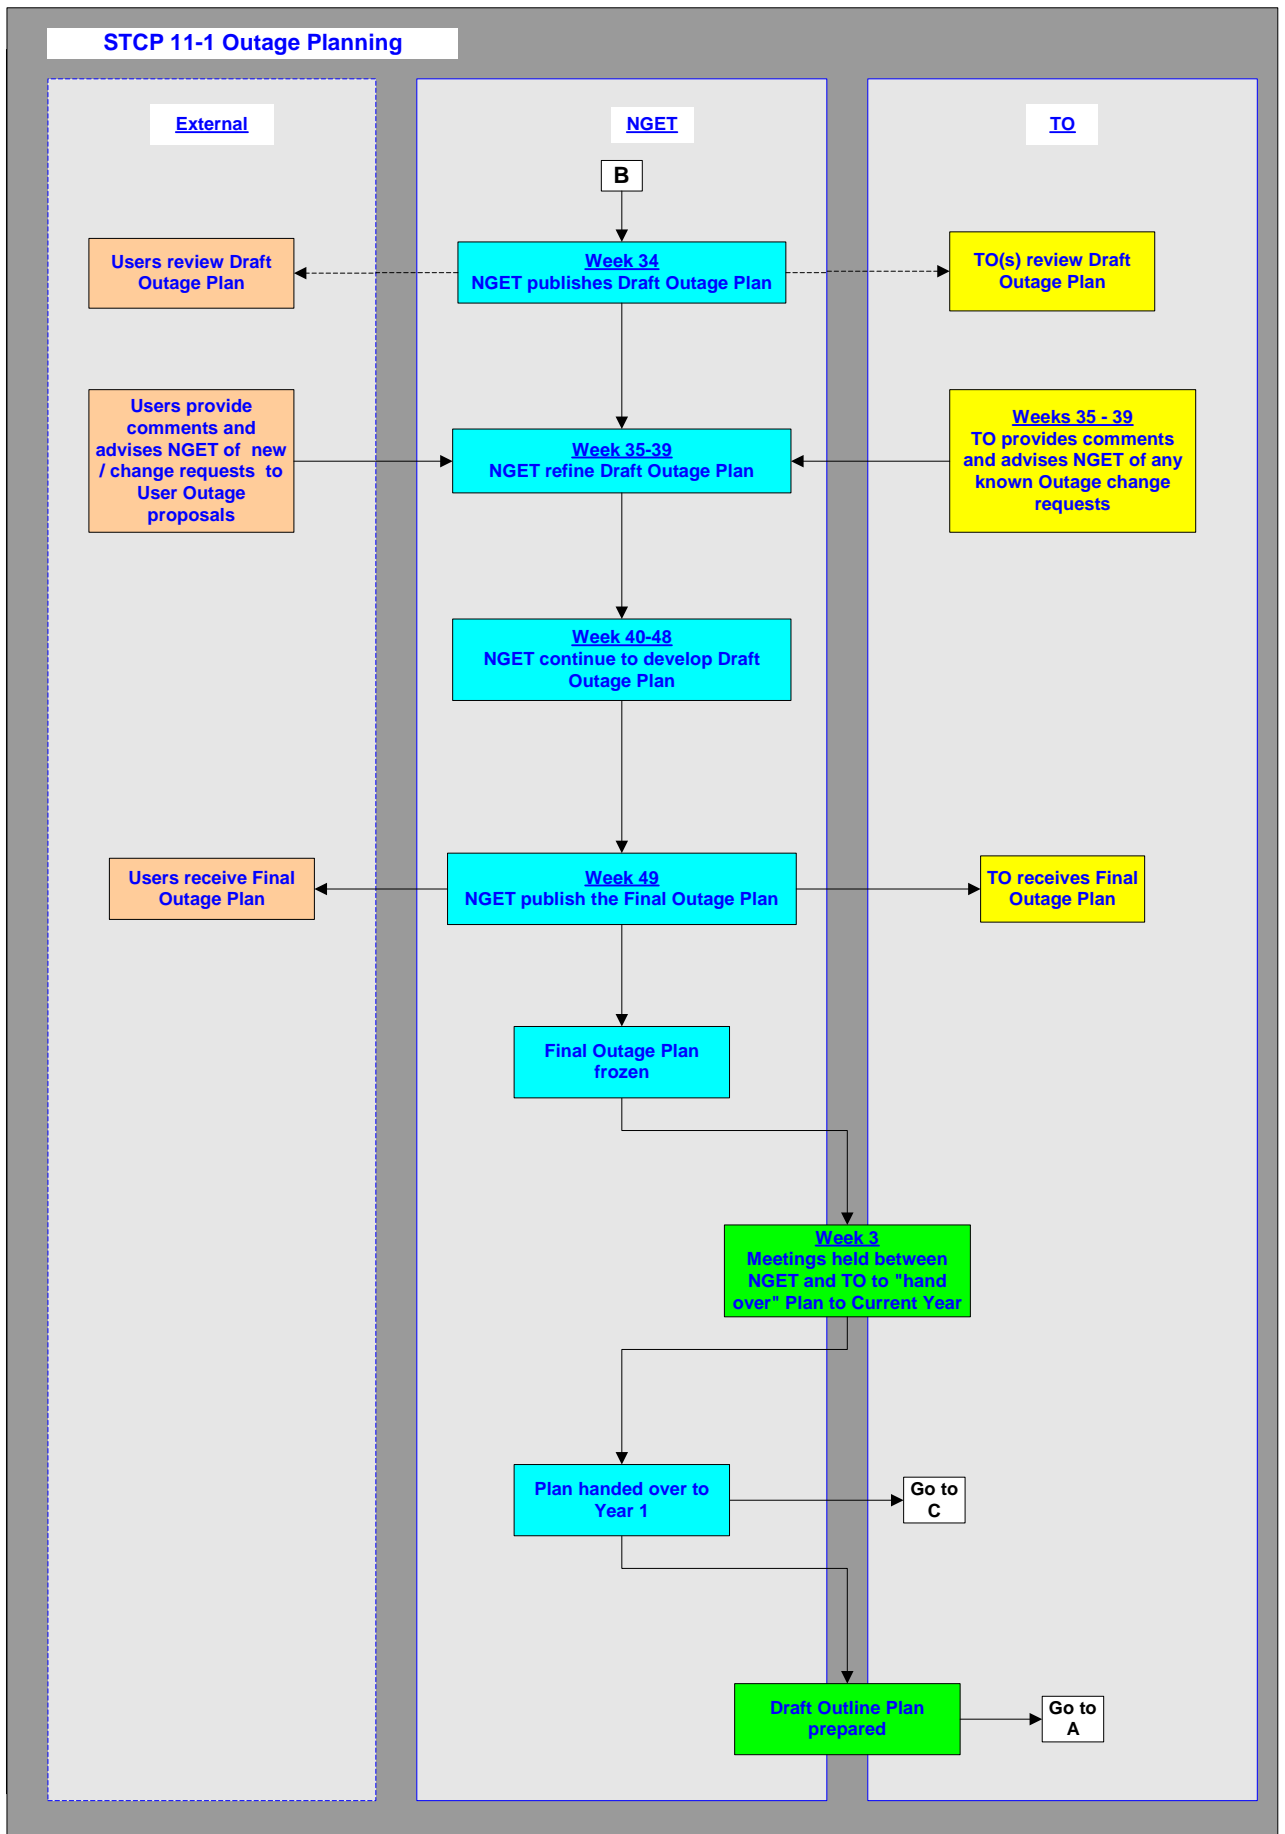 STCP 11-1 Outage Planning
External
NGET
TO
B
Users review Draft
Outage Plan
Week 34
NGET publishes Draft Outage Plan
TO(s) review Draft
Outage Plan
Users provide
comments and
advises NGET of  new
/ change requests  to
User Outage
proposals
Week 35-39
NGET refine Draft Outage Plan
Weeks 35 - 39
TO provides comments
and advises NGET of any
known Outage change
requests
Week 40-48
NGET continue to develop Draft
Outage Plan
Users receive Final
Outage Plan
Week 49
NGET publish the Final Outage Plan
TO receives Final
Outage Plan
Final Outage Plan
frozen
Week 3
Meetings held between
NGET and TO to "hand
over" Plan to Current Year
Plan handed over to
Year 1
Go to
C
Draft Outline Plan
prepared
Go to
A